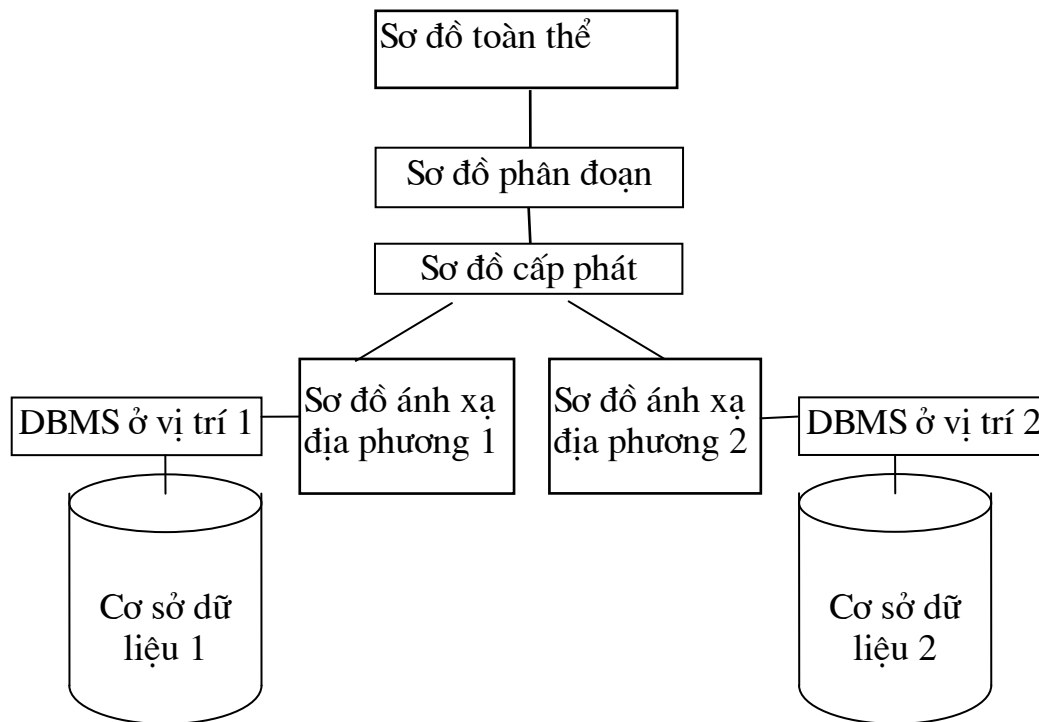 Sơ đồ toàn thể
Sơ đồ phân đoạn
Sơ đồ cấp phát
Sơ đồ ánh xạ
địa phương 1
Sơ đồ ánh xạ
địa phương 2
DBMS ở vị trí 1
DBMS ở vị trí 2
Cơ sở dữ
liệu 1
Cơ sở dữ
liệu 2